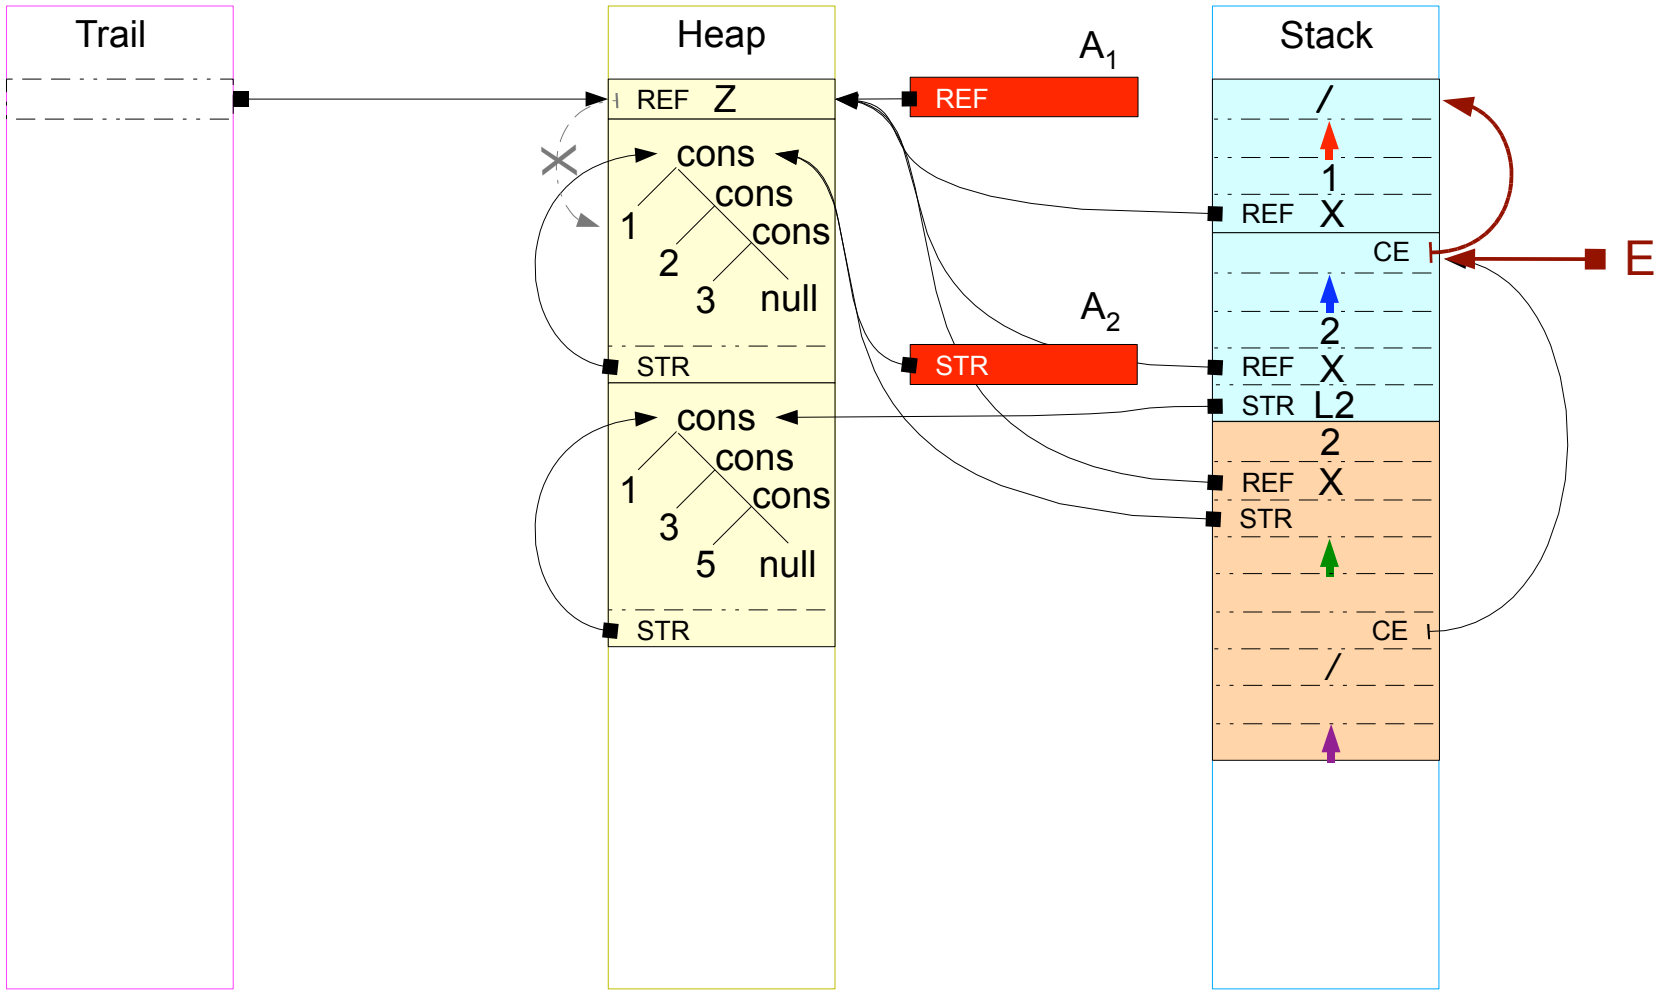 Trail
Heap
REF Z
X
cons
cons
1
cons
2
3
null
STR
cons
cons
1
cons
3
5
null
STR
A1
REF
A2
STR
Stack
/
1
REF X
CE
E
2
REF X
STR L2
2
REF X
STR
CE
/